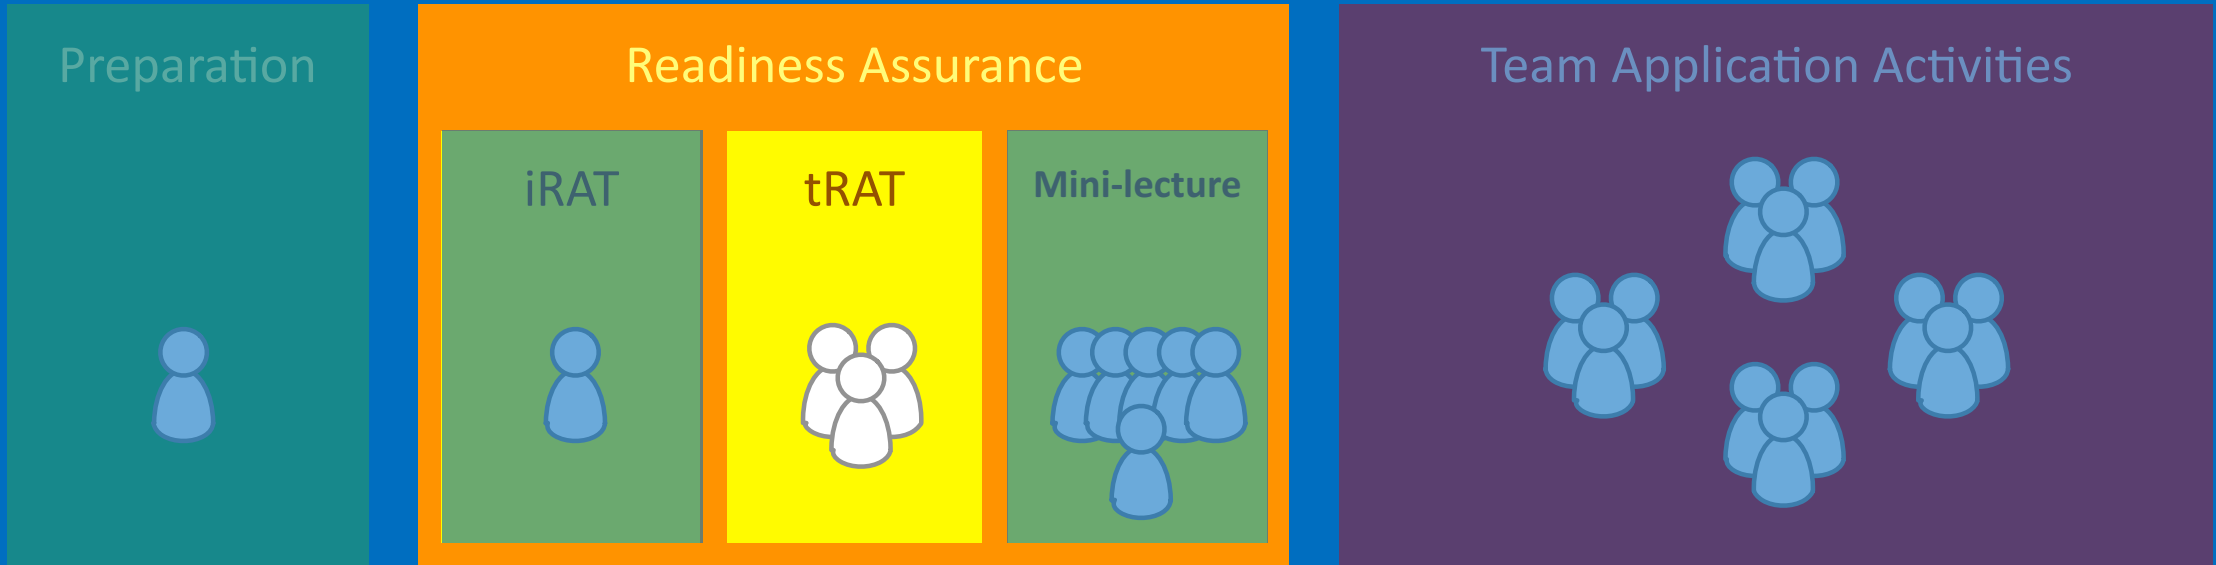 Preparation
Readiness Assurance
iRAT
tRAT
Mini-lecture
Team Application Activities